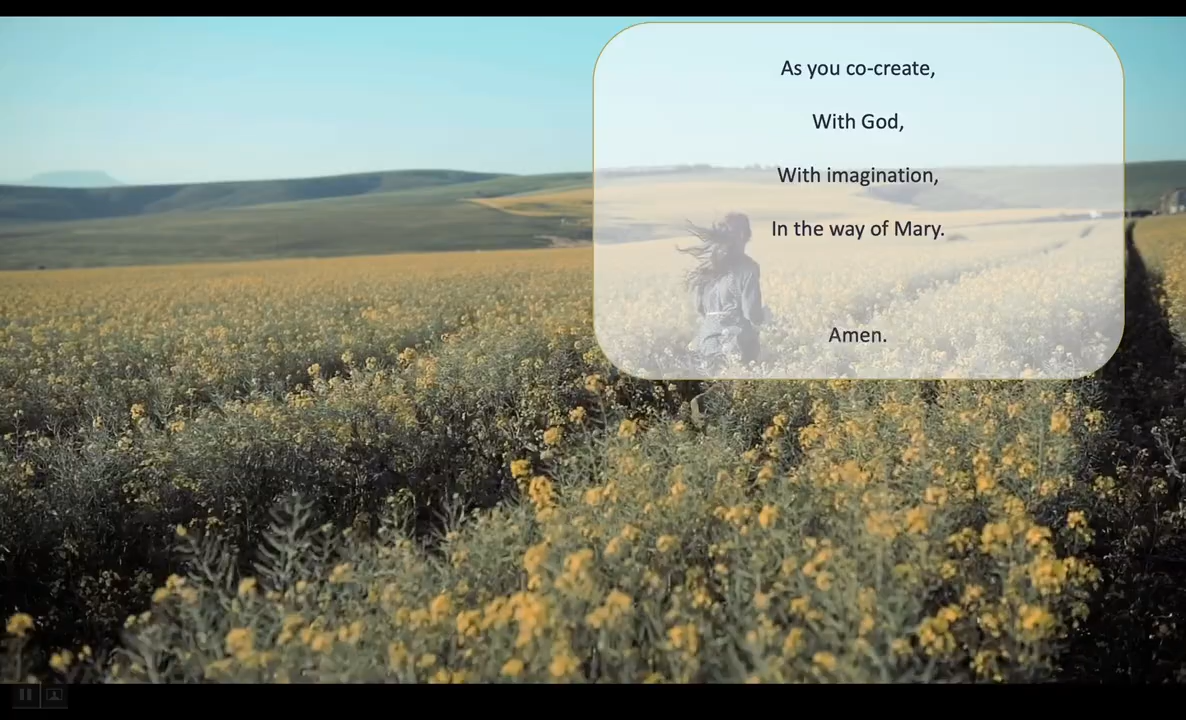 As you co-create,
With God,
With imagination,
In the way of Mary.
Amen.